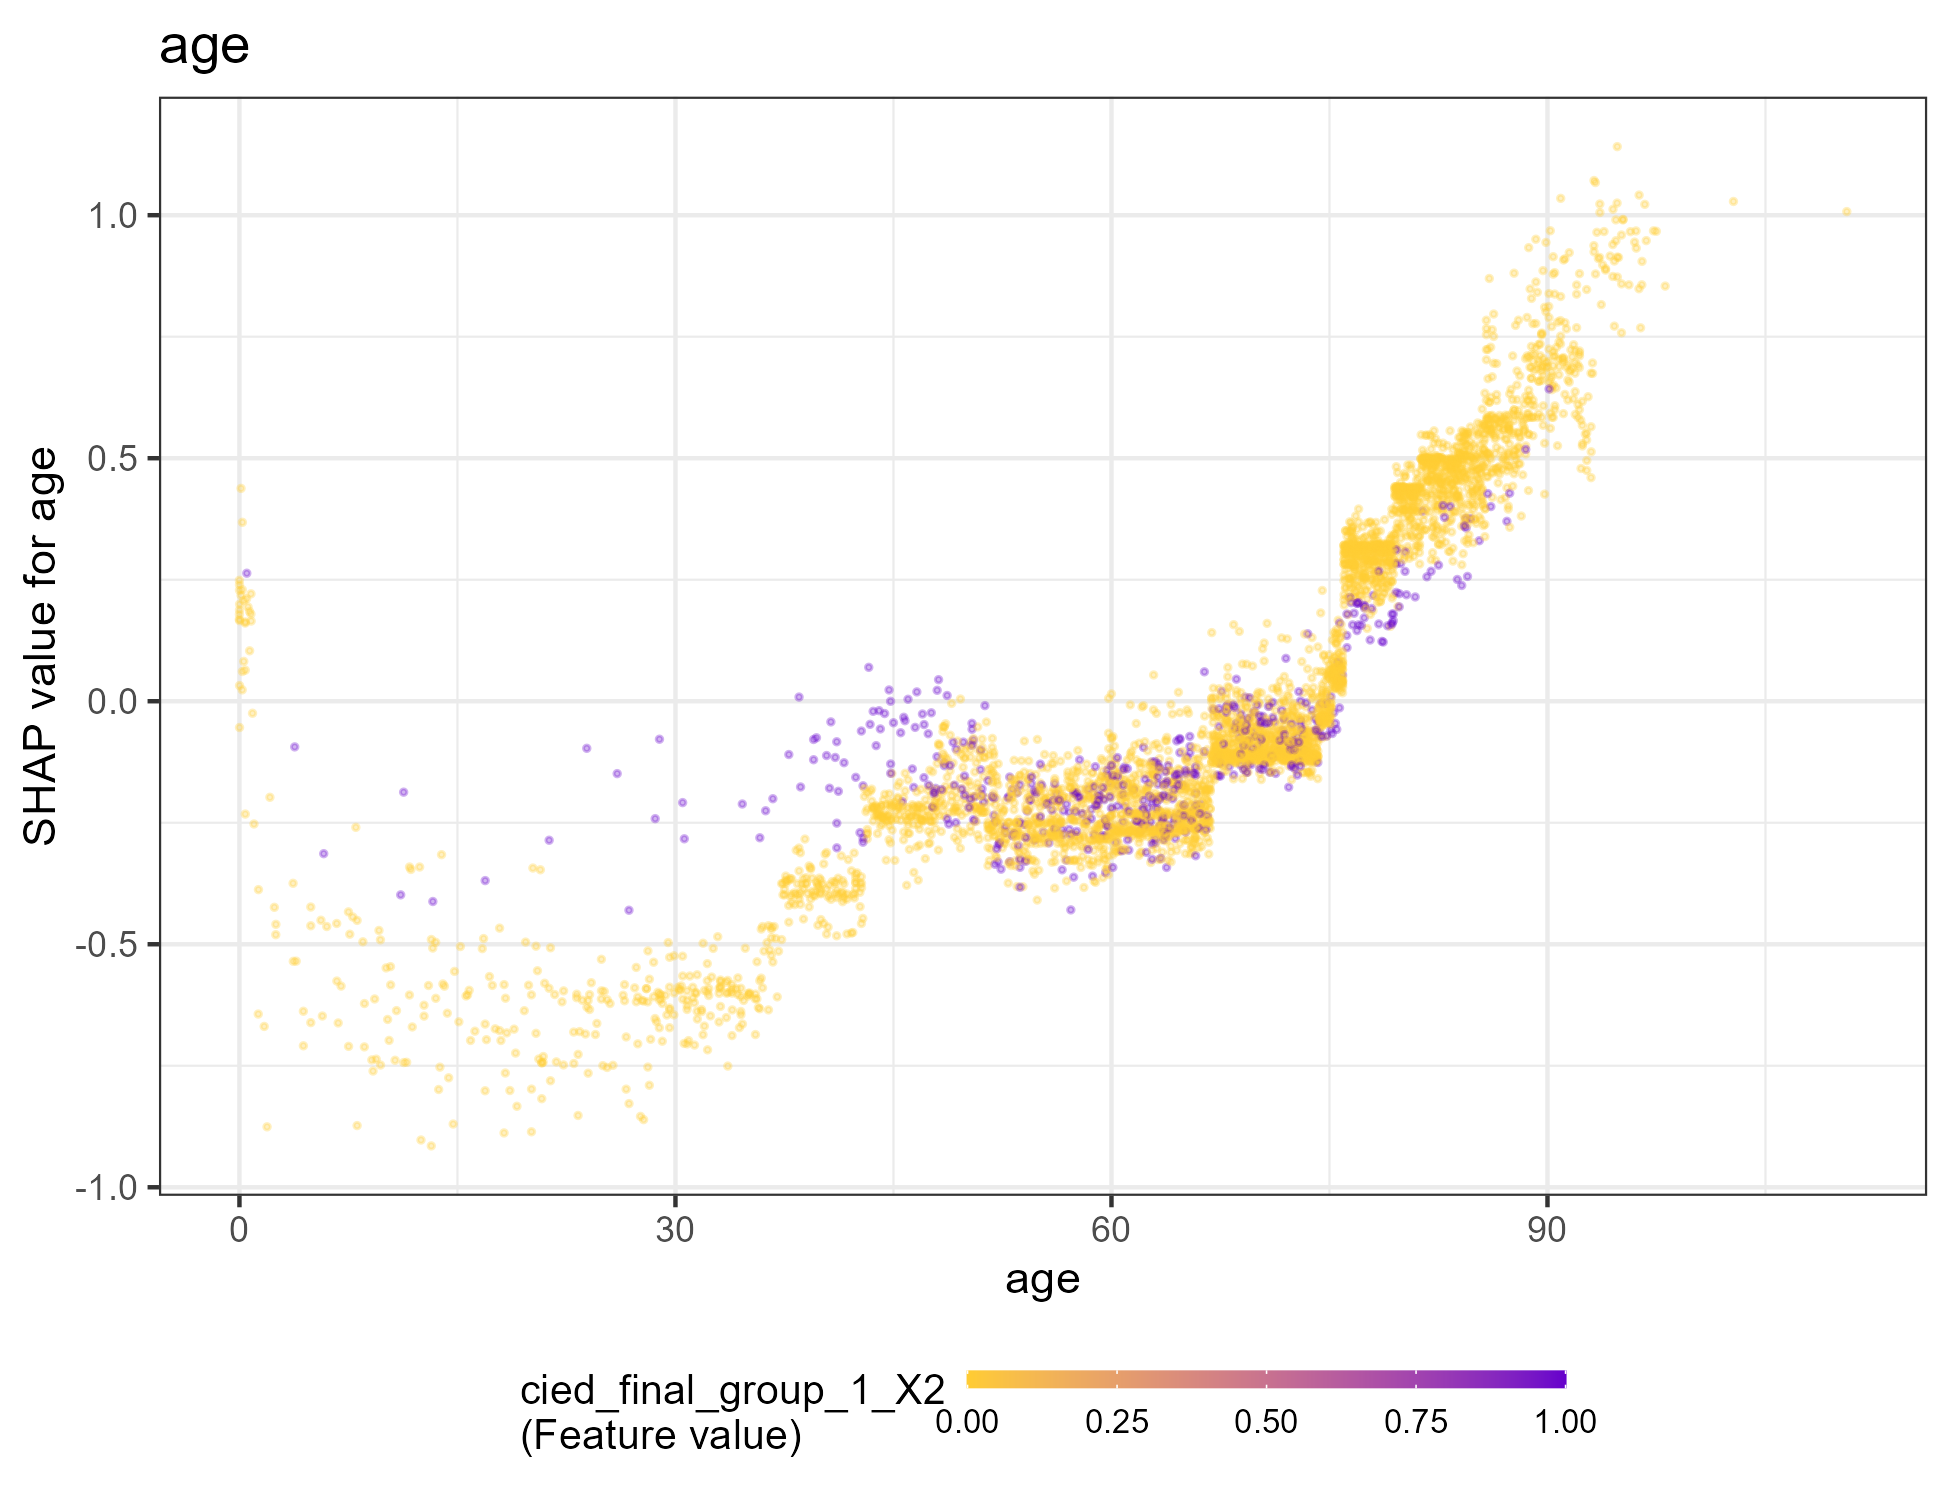 age
SHAP value for age
1.0
0.5
0.0
-0.5
-1.0
0 30 60 90
age
cied_final_group_1_X2
(Feature value)
0.00 0.25 0.50 0.75 1.00